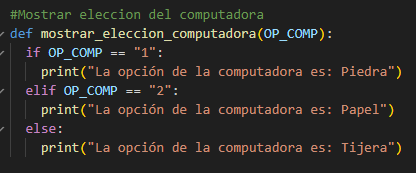 #Mostrar eleccion del computadora
def mostrar_eleccion_computadora(OP_COMP):
  if OP_COMP == "1":
    print("La opción de la computadora es: Piedra")
  elif OP_COMP == "2":
    print("La opción de la computadora es: Papel")
  else:
    print("La opción de la computadora es: Tijera")